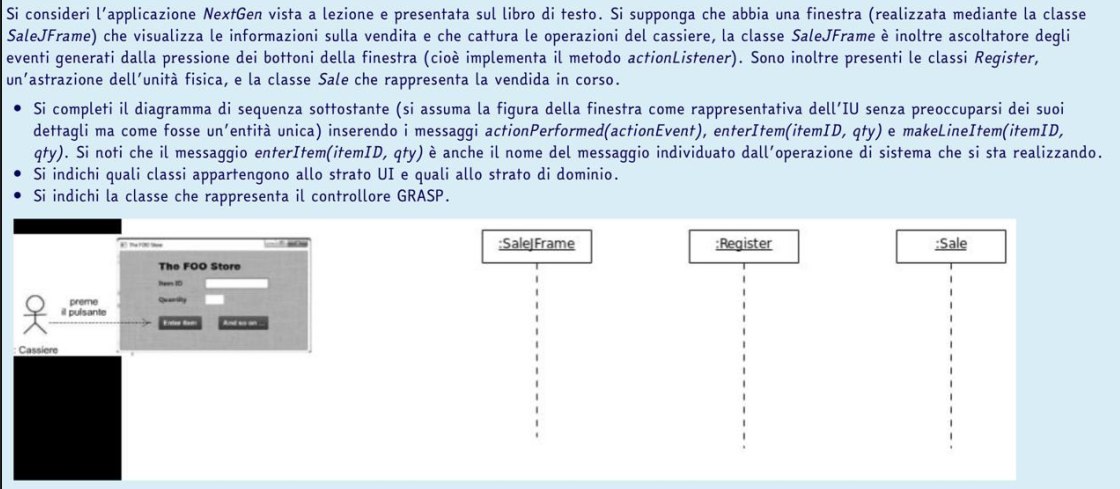 Si consideri l'applicazione NextGen vista a lezione e presentata sul libro di testo. Si supponga che abbia una finestra (realizzata mediante la classe
SaleJFrame) che visualizza le informazioni sulla vendita e che cattura le operazioni del cassiere, la classe SaleJFrame è inoltre ascoltatore degli
eventi generati dalla pressione dei bottoni della finestra (cioè implementa il metodo actionListener). Sono inoltre presenti le classi Register,
un'astrazione dell'unità fisica, e la classe Sale che rappresenta la vendida in corso.
• Si completi il diagramma di sequenza sottostante (si assuma la figura della finestra come rappresentativa dell'IU senza preoccuparsi dei suoi
dettagli ma come fosse un'entità unica) inserendo i messaggi actionPerformed(actionEvent), enterItem(itemID, qty) e makeLineItem(itemID,
qty). Si noti che il messaggio enterItem(itemID, qty) è anche il nome del messaggio individuato dall'operazione di sistema che si sta realizzando.
• Si indichi quali classi appartengono allo strato UI e quali allo strato di dominio.
• Si indichi la classe che rappresenta il controllore GRASP.
The FOO Store
:SaleJFrame
:Register
:Sale
The FOO Store
Item ID
Quantity
preme
il pulsante
Enter Item
And so on ...
: Cassiere